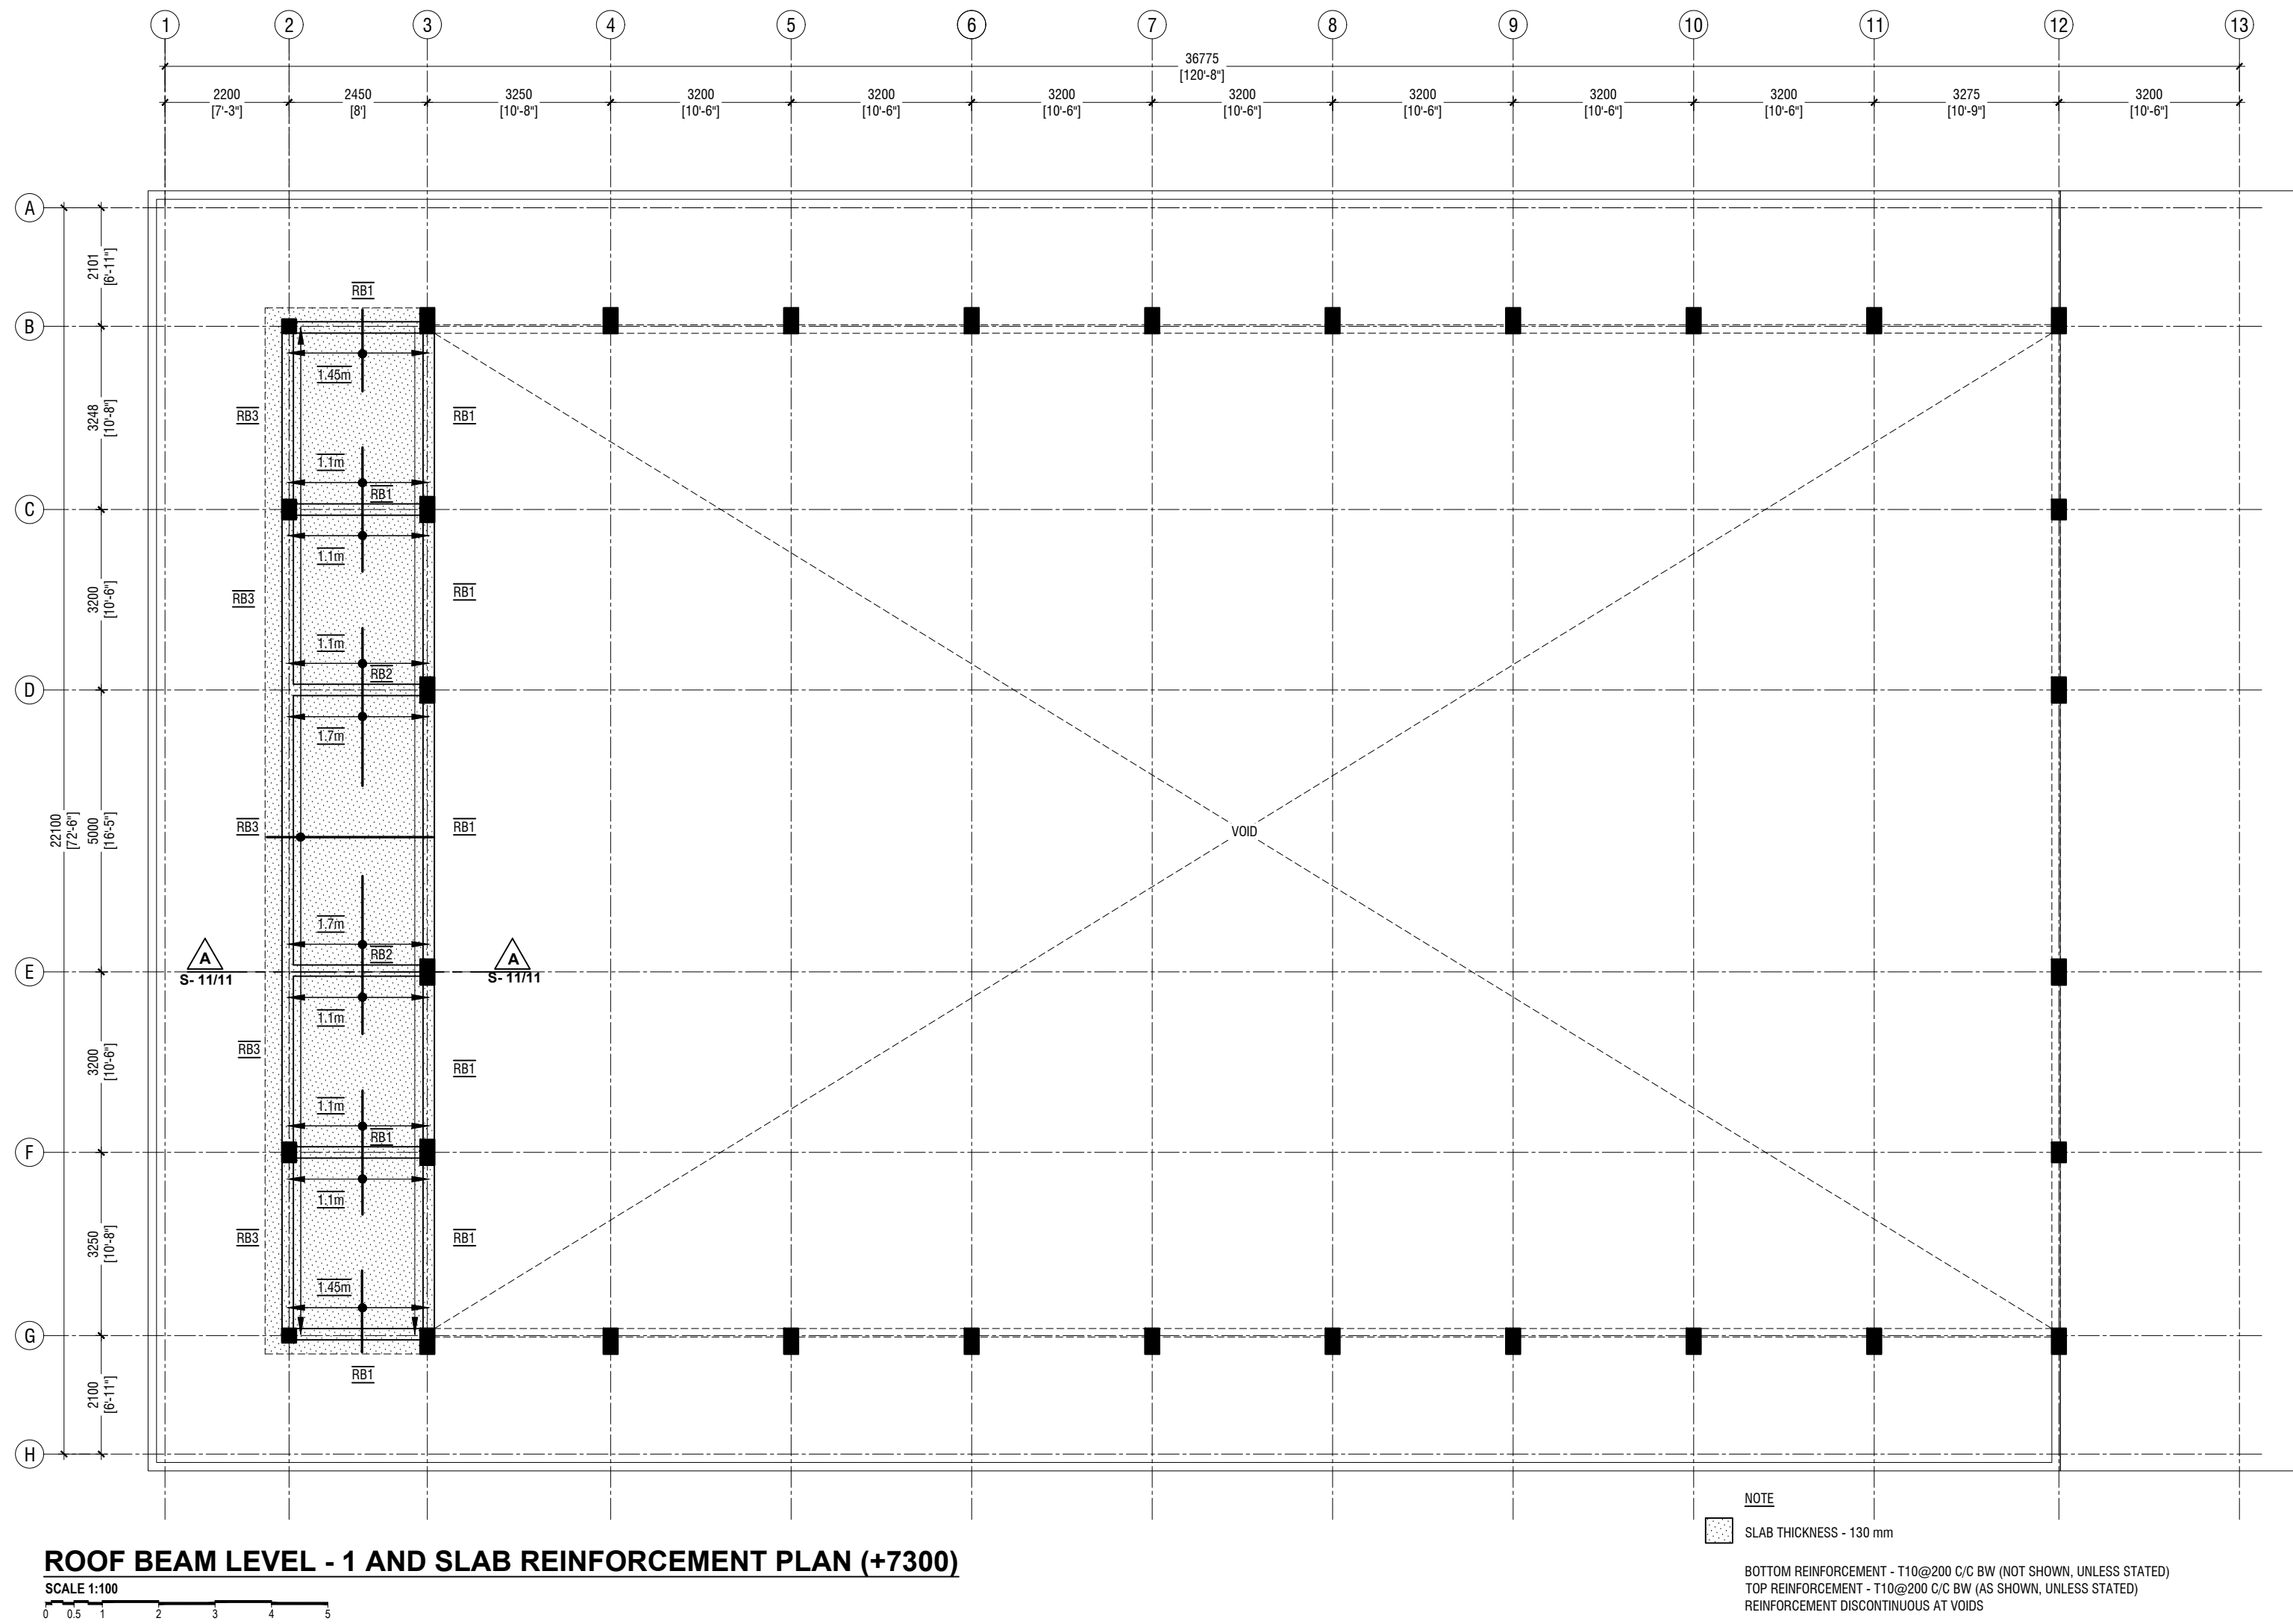 1 2 3 4 5 6 7 8 9 10 11 12 13
36775
[120'-8"]
2200 2450 3250 3200 3200 3200 3200 3200 3200 3200 3275 3200
[7'-3"] [8'] [10'-8"] [10'-6"] [10'-6"] [10'-6"] [10'-6"] [10'-6"] [10'-6"] [10'-6"] [10'-9"] [10'-6"]
A
2101
[6'-11"]
RB1
B
1.45m
3248
[10'-8"]
RB3 RB1
1.1m
RB1
C
1.1m
3200
[10'-6"]
RB3 RB1
1.1m
RB2
D
1.7m
22100
[72'-6"]
5000
[16'-5"]
RB3 RB1
VOID
1.7m
RB2
A A
S- 11/11 S- 11/11
E
1.1m
3200
[10'-6"]
RB3 RB1
1.1m
RB1
F
1.1m
3250
[10'-8"]
RB3 RB1
1.45m
G
RB1
2100
[6'-11"]
H
NOTE
SLAB THICKNESS - 130 mm
BOTTOM REINFORCEMENT - T10@200 C/C BW (NOT SHOWN, UNLESS STATED)
TOP REINFORCEMENT - T10@200 C/C BW (AS SHOWN, UNLESS STATED)
REINFORCEMENT DISCONTINUOUS AT VOIDS
ROOF BEAM LEVEL - 1 AND SLAB REINFORCEMENT PLAN (+7300)
SCALE 1:100
0 0.5 1 2 3 4 5